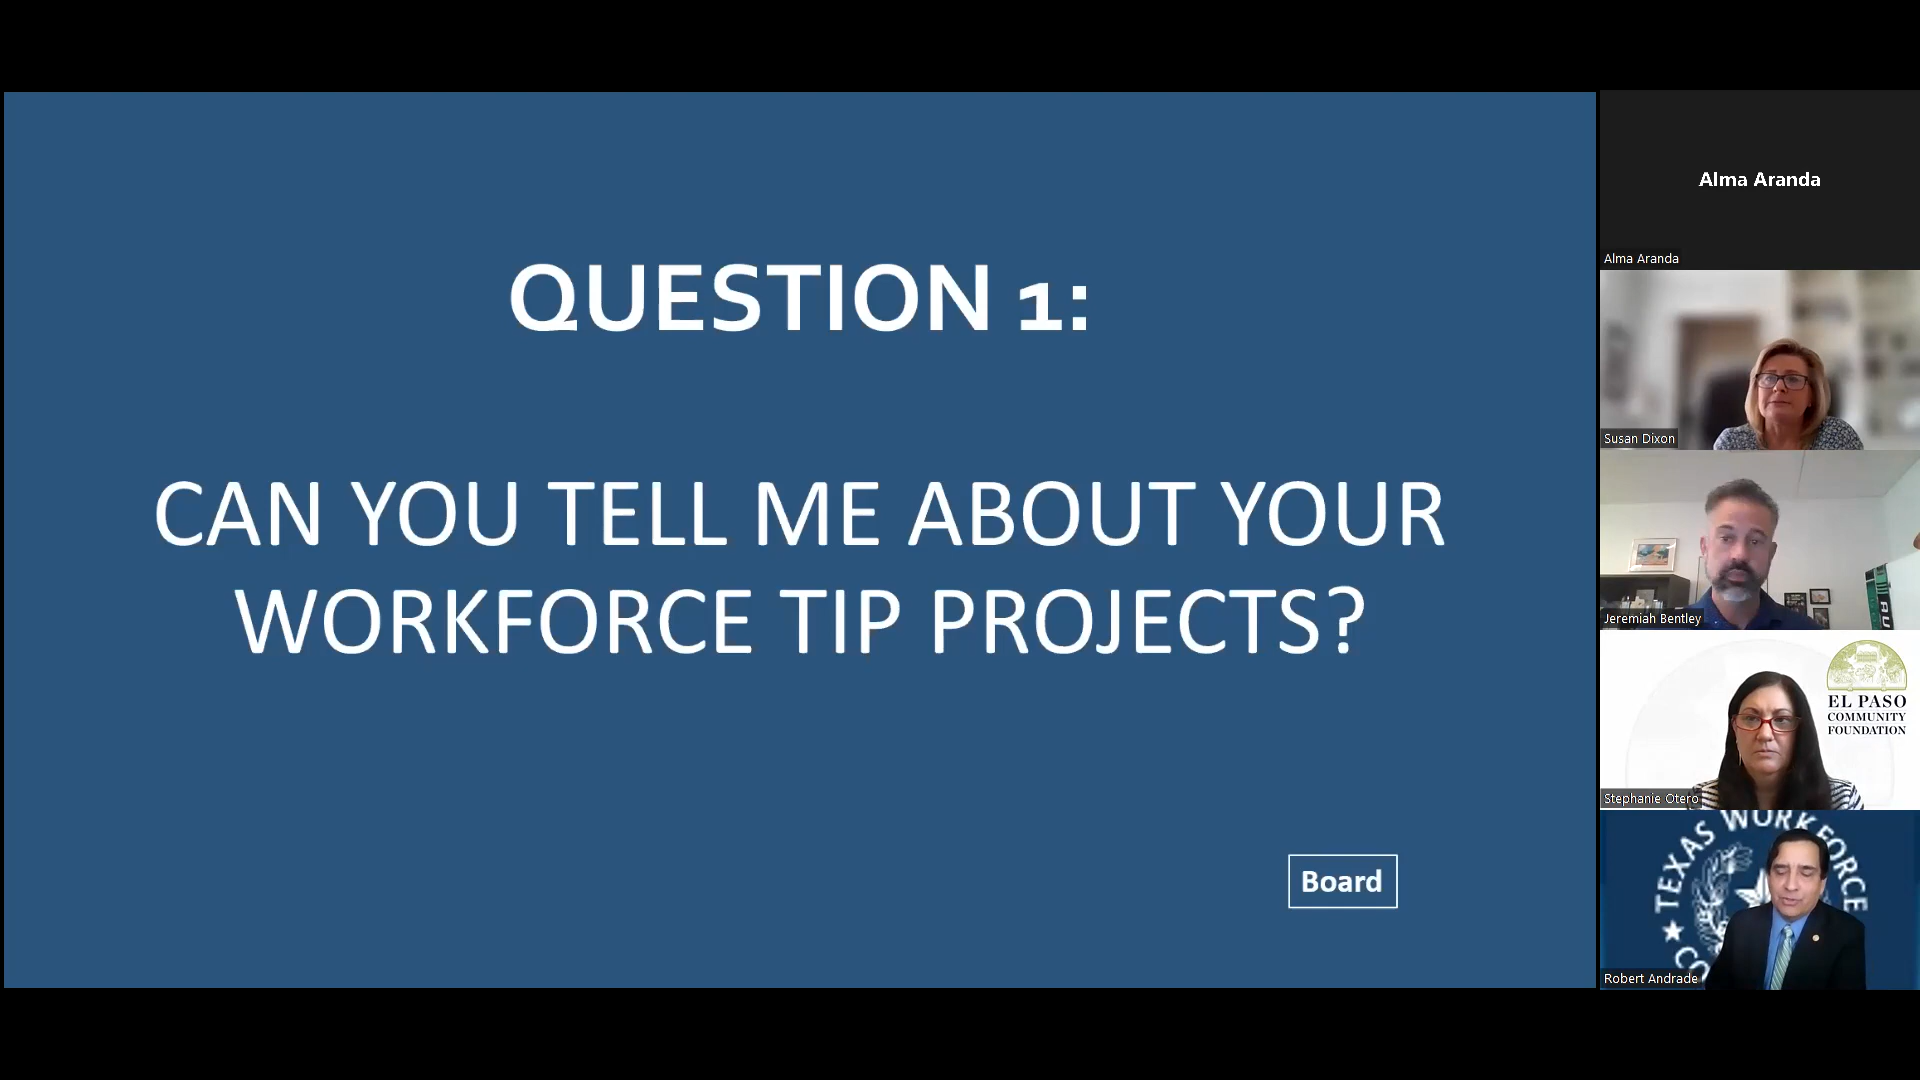 QUESTION 1:
CAN YOU TELL ME ABOUT YOUR
WORKFORCE TIP PROJECTS?
Board
Alma Aranda
Alma Aranda
Susan Dixon
Jeremiah Bentley
EL PASO
COMMUNITY
FOUNDATION
Stephanie Otero
TEXAS WORKFORCE
CO
Robert Andrade